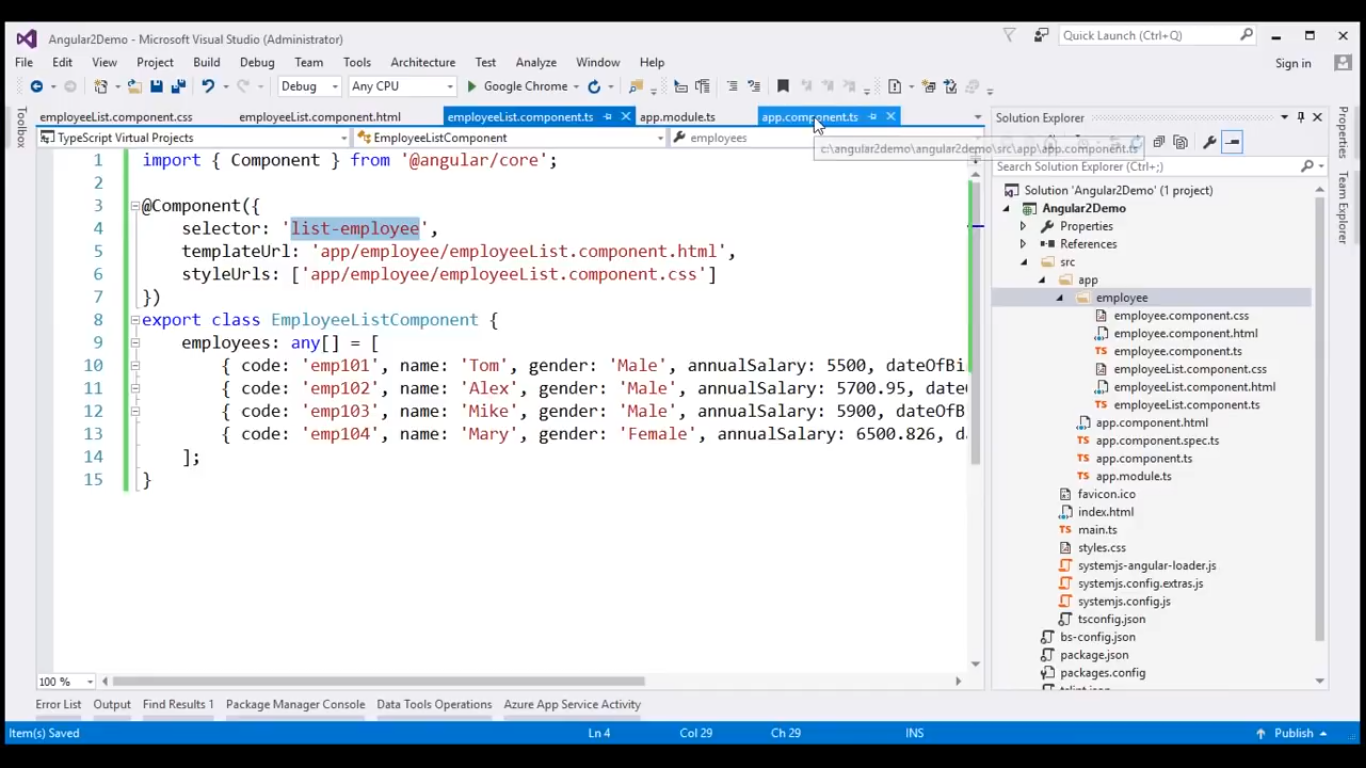 Angular2Demo - Microsoft Visual Studio (Administrator)
Quick Launch (Ctrl+Q)
File Edit View Project Build Debug Team Tools Architecture Test Analyze Window Help
Sign in
Debug Any CPU Google Chrome
Toolbox
employeeList.component.css employeeList.component.html employeeList.component.ts app.module.ts app.component.ts
TypeScript Virtual Projects EmployeeListComponent employees
c:\angular2demo\angular2demo\src\app\app.component.ts
1 import { Component } from '@angular/core';
2
3 @Component({
4 selector: 'list-employee',
5 templateUrl: 'app/employee/employeeList.component.html',
6 styleUrls: ['app/employee/employeeList.component.css']
7 })
8 export class EmployeeListComponent {
9 employees: any[] = [
10 { code: 'emp101', name: 'Tom', gender: 'Male', annualSalary: 5500, dateOfBi
11 { code: 'emp102', name: 'Alex', gender: 'Male', annualSalary: 5700.95, date
12 { code: 'emp103', name: 'Mike', gender: 'Male', annualSalary: 5900, dateOfB
13 { code: 'emp104', name: 'Mary', gender: 'Female', annualSalary: 6500.826, d
14 ];
15 }
100 %
Solution Explorer
Search Solution Explorer (Ctrl+;)
Solution 'Angular2Demo' (1 project)
Angular2Demo
Properties
References
src
app
employee
employee.component.css
employee.component.html
TS employee.component.ts
employeeList.component.css
employeeList.component.html
TS employeeList.component.ts
app.component.html
TS app.component.spec.ts
TS app.component.ts
TS app.module.ts
favicon.ico
index.html
TS main.ts
styles.css
systemjs-angular-loader.js
systemjs.config.extras.js
systemjs.config.js
tsconfig.json
bs-config.json
package.json
packages.config
Properties
Team Explorer
Error List Output Find Results 1 Package Manager Console Data Tools Operations Azure App Service Activity
Item(s) Saved Ln 4 Col 29 Ch 29 INS Publish